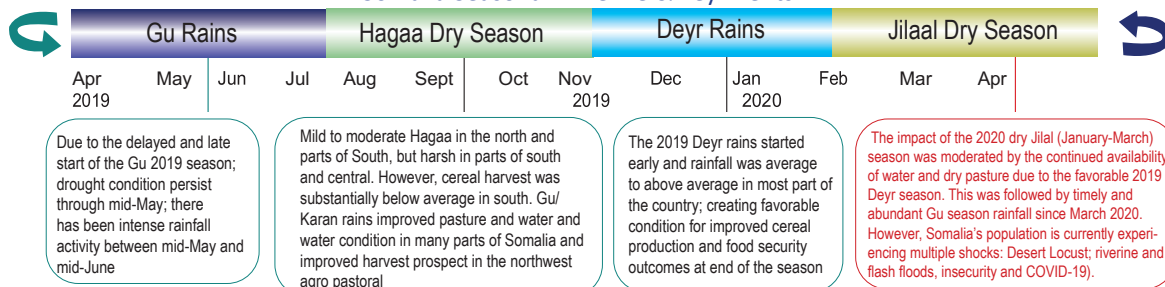 Gu Rains
Hagaa Dry Season
Deyr Rains
Jilaal Dry Season
Apr May Jun Jul Aug Sept Oct Nov Dec Jan Feb Mar Apr
2019 2019 2020
Due to the delayed and late
start of the Gu 2019 season;
drought condition persist
through mid-May; there
has been intense rainfall
activity between mid-May and
mid-June
Mild to moderate Hagaa in the north and
parts of South, but harsh in parts of south
and central. However, cereal harvest was
substantially below average in south. Gu/
Karan rains improved pasture and water and
water condition in many parts of Somalia and
improved harvest prospect in the northwest
agro pastoral
The 2019 Deyr rains started
early and rainfall was average
to above average in most part of
the country; creating favorable
condition for improved cereal
production and food security
outcomes at end of the season
The impact of the 2020 dry Jilal (January-March)
season was moderated by the continued availability
of water and dry pasture due to the favorable 2019
Deyr season. This was followed by timely and
abundant Gu season rainfall since March 2020.
However, Somalia's population is currently experi-
encing multiple shocks: Desert Locust; riverine and
flash floods, insecurity and COVID-19).